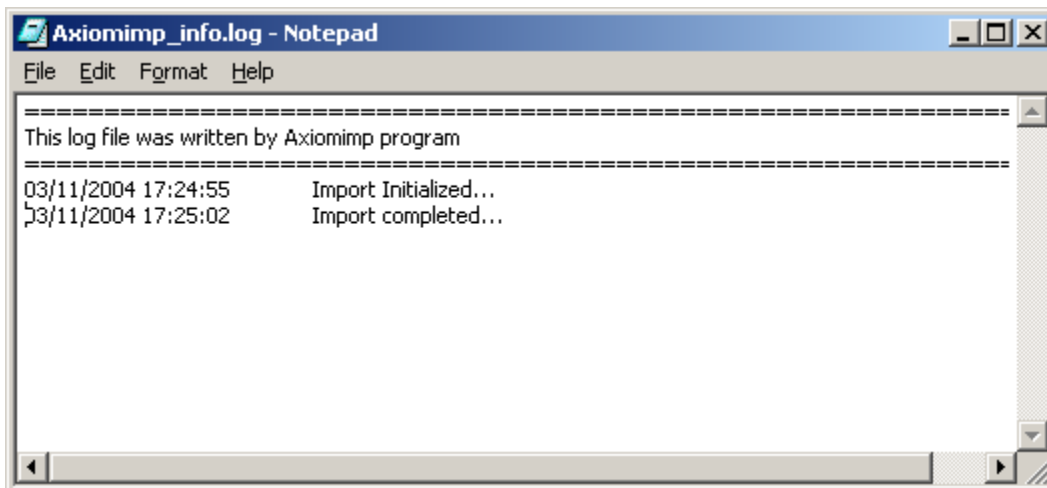 Axiomimp_info.log - Notepad
File Edit Format Help
==============================================================
This log file was written by Axiomimp program
==============================================================
03/11/2004 17:24:55 Import Initialized...
03/11/2004 17:25:02 Import completed...